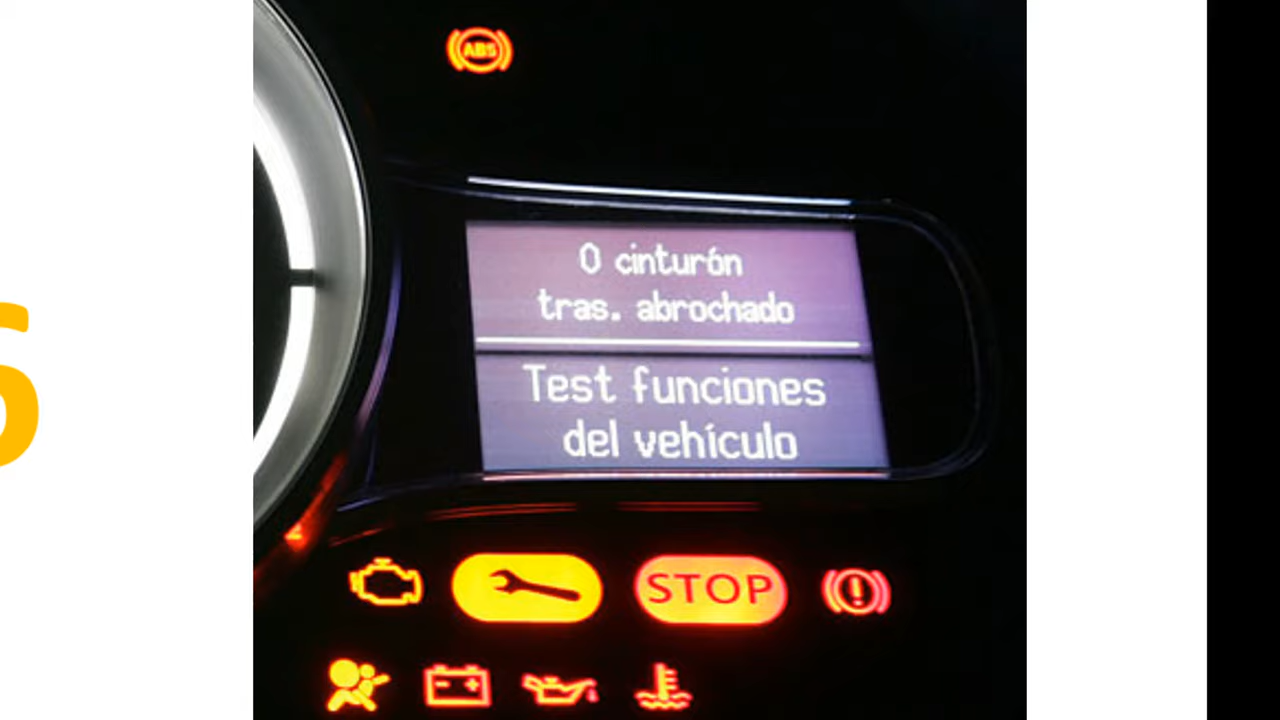 ABS
0 cinturón
tras. abrochado
Test funciones
del vehículo
STOP